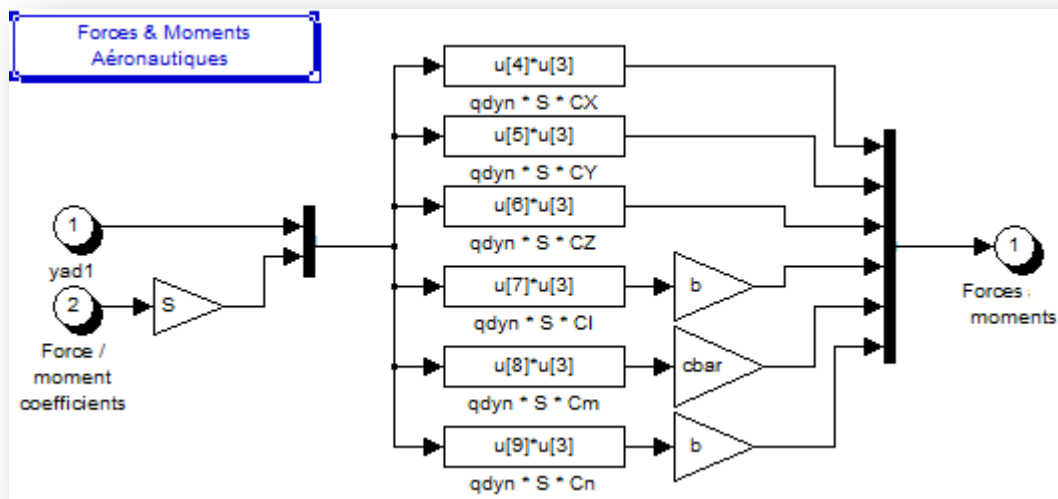 Forces & Moments
Aéronautiques
u[4]*u[3]
qdyn * S * CX
u[5]*u[3]
qdyn * S * CY
u[6]*u[3]
qdyn * S * CZ
1
yad1
2
S
Force /
moment
coefficients
u[7]*u[3]
b
qdyn * S * Cl
u[8]*u[3]
cbar
qdyn * S * Cm
u[9]*u[3]
b
qdyn * S * Cn
1
Forces
moments